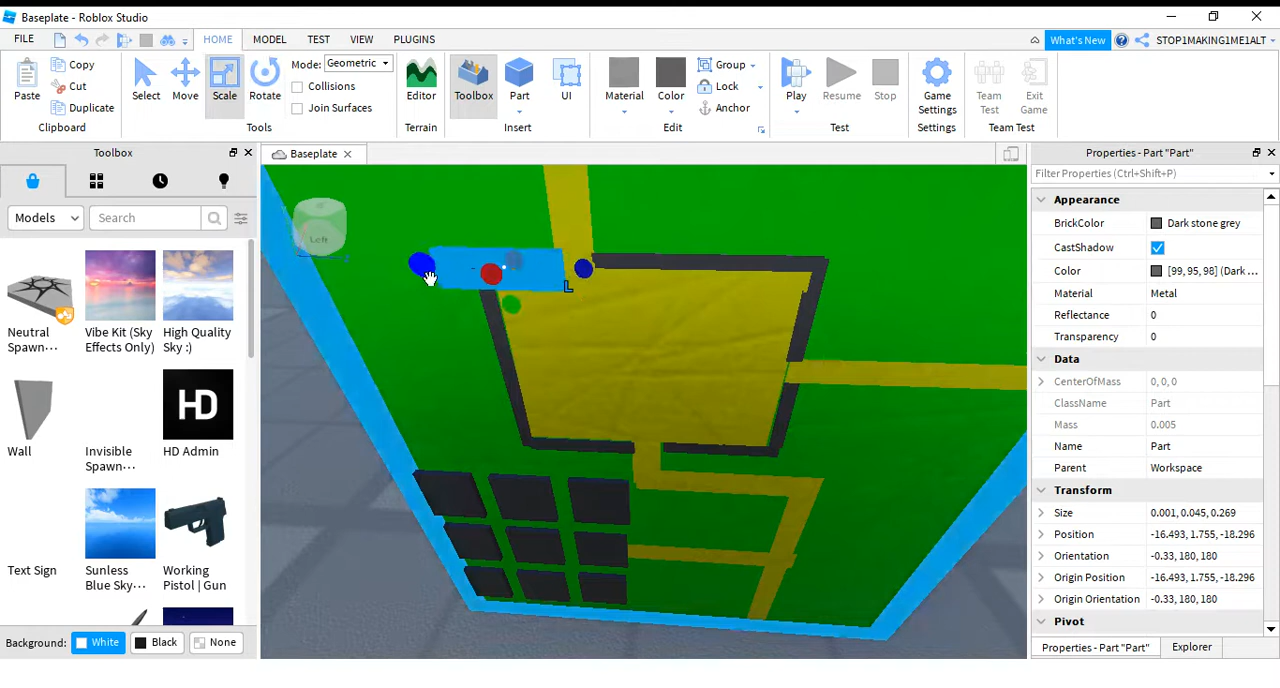 Baseplate - Roblox Studio
FILE HOME MODEL TEST VIEW PLUGINS What's New STOP1MAKING1ME1ALT
Paste Copy Cut Duplicate Select Move Scale Rotate Mode: Geometric Collisions Join Surfaces Editor Toolbox Part UI Material Color Group Lock Anchor Play Resume Stop Game Settings Team Test Exit Game
Clipboard Tools Terrain Insert Edit Test Settings Team Test
Toolbox
Models Search
Neutral Spawn...
Vibe Kit (Sky Effects Only)
High Quality Sky :)
Wall
Invisible Spawn...
HD
HD Admin
Text Sign
Sunless Blue Sky...
Working Pistol | Gun
Background: White Black None
Baseplate
Left
L
Properties - Part "Part"
Filter Properties (Ctrl+Shift+P)
Appearance
BrickColor Dark stone grey
CastShadow
Color [99, 95, 98] (Dark ...
Material Metal
Reflectance 0
Transparency 0
Data
CenterOfMass 0, 0, 0
ClassName Part
Mass 0.005
Name Part
Parent Workspace
Transform
Size 0.001, 0.045, 0.269
Position -16.493, 1.755, -18.296
Orientation -0.33, 180, 180
Origin Position -16.493, 1.755, -18.296
Origin Orientation -0.33, 180, 180
Pivot
Properties - Part "Part" Explorer